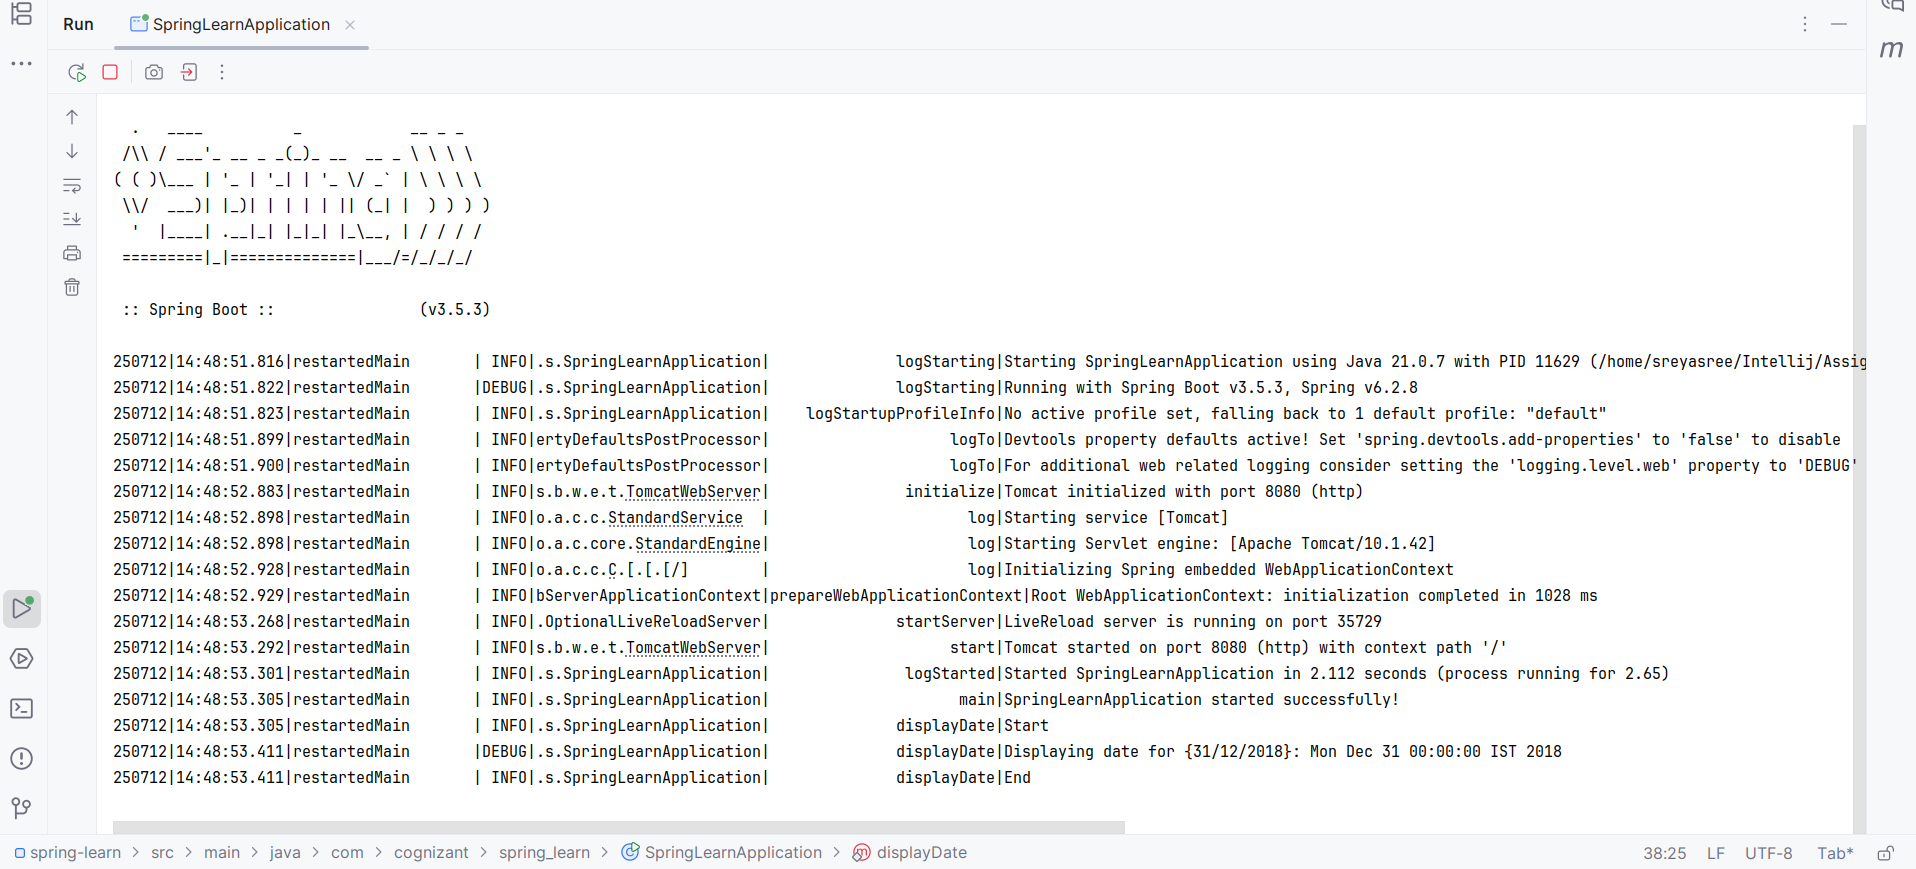 Run SpringLearnApplication
  .   ____          _            __ _ _
 /\\ / ___'_ __ _ _(_)_ __  __ _ \ \ \ \
( ( )\___ | '_ | '_| | '_ \/ _` | \ \ \ \
 \\/  ___)| |_)| | | | | || (_| |  ) ) ) )
  '  |____| .__|_| |_|_| |_\__, | / / / /
 =========|_|==============|___/=/_/_/_/
 :: Spring Boot ::                (v3.5.3)
250712|14:48:51.816|restartedMain       | INFO|.s.SpringLearnApplication|              logStarting|Starting SpringLearnApplication using Java 21.0.7 with PID 11629 (/home/sreyasree/Intellij/Assig
250712|14:48:51.822|restartedMain       |DEBUG|.s.SpringLearnApplication|              logStarting|Running with Spring Boot v3.5.3, Spring v6.2.8
250712|14:48:51.823|restartedMain       | INFO|.s.SpringLearnApplication|    logStartupProfileInfo|No active profile set, falling back to 1 default profile: "default"
250712|14:48:51.899|restartedMain       | INFO|ertyDefaultsPostProcessor|                    logTo|Devtools property defaults active! Set 'spring.devtools.add-properties' to 'false' to disable
250712|14:48:51.900|restartedMain       | INFO|ertyDefaultsPostProcessor|                    logTo|For additional web related logging consider setting the 'logging.level.web' property to 'DEBUG'
250712|14:48:52.883|restartedMain       | INFO|s.b.w.e.t.TomcatWebServer|               initialize|Tomcat initialized with port 8080 (http)
250712|14:48:52.898|restartedMain       | INFO|o.a.c.c.StandardService  |                      log|Starting service [Tomcat]
250712|14:48:52.898|restartedMain       | INFO|o.a.c.core.StandardEngine|                      log|Starting Servlet engine: [Apache Tomcat/10.1.42]
250712|14:48:52.928|restartedMain       | INFO|o.a.c.c.C.[.[.[/]        |                      log|Initializing Spring embedded WebApplicationContext
250712|14:48:52.929|restartedMain       | INFO|bServerApplicationContext|prepareWebApplicationContext|Root WebApplicationContext: initialization completed in 1028 ms
250712|14:48:53.268|restartedMain       | INFO|.OptionalLiveReloadServer|              startServer|LiveReload server is running on port 35729
250712|14:48:53.292|restartedMain       | INFO|s.b.w.e.t.TomcatWebServer|                    start|Tomcat started on port 8080 (http) with context path '/'
250712|14:48:53.301|restartedMain       | INFO|.s.SpringLearnApplication|               logStarted|Started SpringLearnApplication in 2.112 seconds (process running for 2.65)
250712|14:48:53.305|restartedMain       | INFO|.s.SpringLearnApplication|                     main|SpringLearnApplication started successfully!
250712|14:48:53.305|restartedMain       | INFO|.s.SpringLearnApplication|              displayDate|Start
250712|14:48:53.411|restartedMain       |DEBUG|.s.SpringLearnApplication|              displayDate|Displaying date for {31/12/2018}: Mon Dec 31 00:00:00 IST 2018
250712|14:48:53.411|restartedMain       | INFO|.s.SpringLearnApplication|              displayDate|End
spring-learn > src > main > java > com > cognizant > spring_learn > SpringLearnApplication > displayDate 38:25 LF UTF-8 Tab*